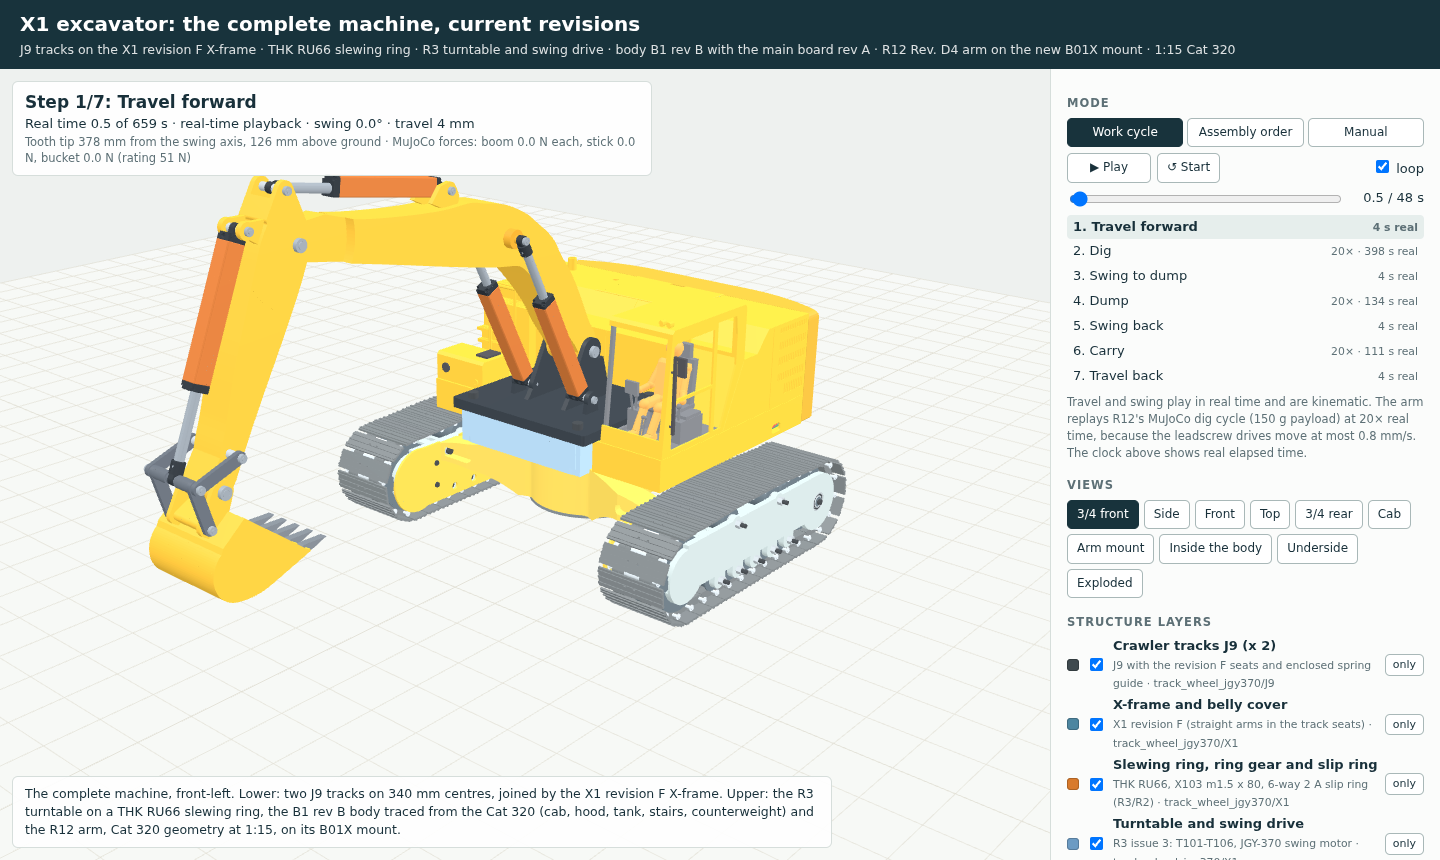 X1 excavator: the complete machine, current revisions
J9 tracks on the X1 revision F X-frame · THK RU66 slewing ring · R3 turntable and swing drive · body B1 rev B with the main board rev A · R12 Rev. D4 arm on the new B01X mount · 1:15 Cat 320
Step 1/7: Travel forward
Real time 0.5 of 659 s · real-time playback · swing 0.0° · travel 4 mm
Tooth tip 378 mm from the swing axis, 126 mm above ground · MuJoCo forces: boom 0.0 N each, stick 0.0
N, bucket 0.0 N (rating 51 N)
The complete machine, front-left. Lower: two J9 tracks on 340 mm centres, joined by the X1 revision F X-frame. Upper: the R3
turntable on a THK RU66 slewing ring, the B1 rev B body traced from the Cat 320 (cab, hood, tank, stairs, counterweight) and
the R12 arm, Cat 320 geometry at 1:15, on its B01X mount.
MODE
Work cycle Assembly order Manual
▶ Play ↺ Start loop
0.5 / 48 s
1. Travel forward 4 s real
2. Dig 20× · 398 s real
3. Swing to dump 4 s real
4. Dump 20× · 134 s real
5. Swing back 4 s real
6. Carry 20× · 111 s real
7. Travel back 4 s real
Travel and swing play in real time and are kinematic. The arm
replays R12's MuJoCo dig cycle (150 g payload) at 20× real
time, because the leadscrew drives move at most 0.8 mm/s.
The clock above shows real elapsed time.
VIEWS
3/4 front Side Front Top 3/4 rear Cab
Arm mount Inside the body Underside
Exploded
STRUCTURE LAYERS
Crawler tracks J9 (x 2)
J9 with the revision F seats and enclosed spring
guide · track_wheel_jgy370/J9
only
X-frame and belly cover
X1 revision F (straight arms in the track seats) ·
track_wheel_jgy370/X1
only
Slewing ring, ring gear and slip ring
THK RU66, X103 m1.5 x 80, 6-way 2 A slip ring
(R3/R2) · track_wheel_jgy370/X1
only
Turntable and swing drive
R3 issue 3: T101-T106, JGY-370 swing motor ·
only